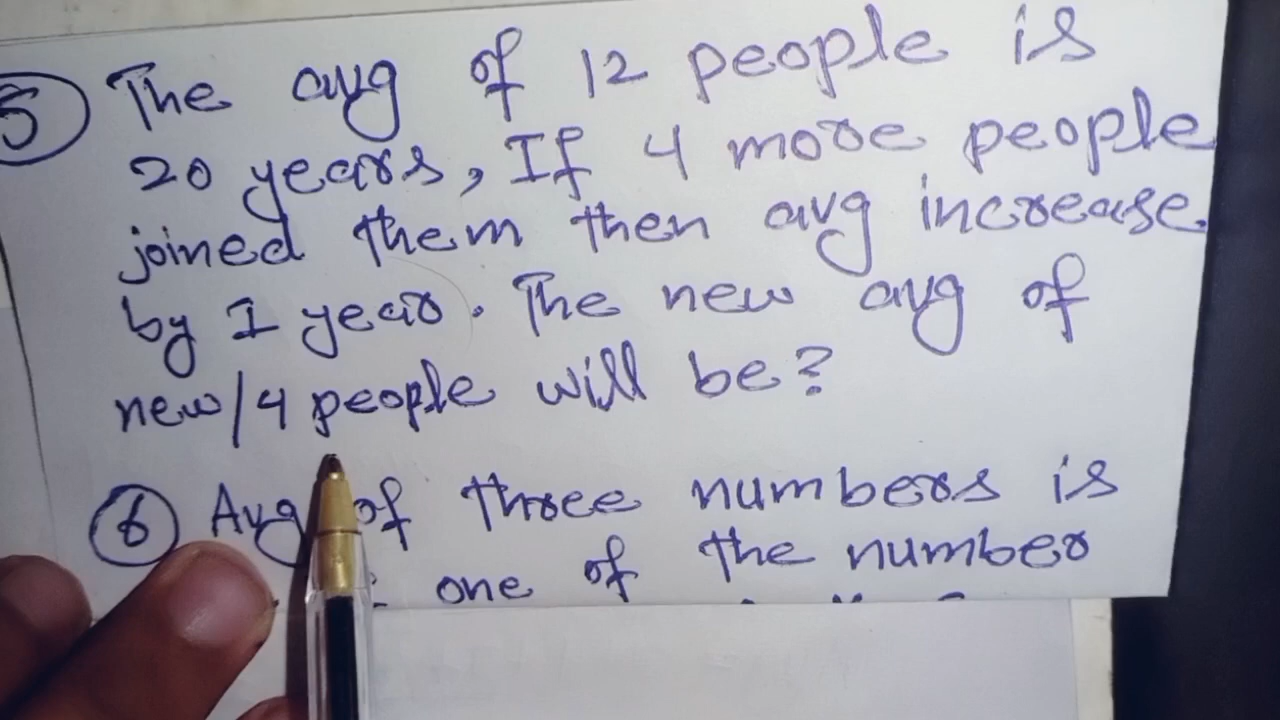 5 The avg of 12 people is
20 years, If 4 more people
joined them then avg increase
by 1 year. The new avg of
new/4 people will be?
6 Avg of three numbers is
one of the number